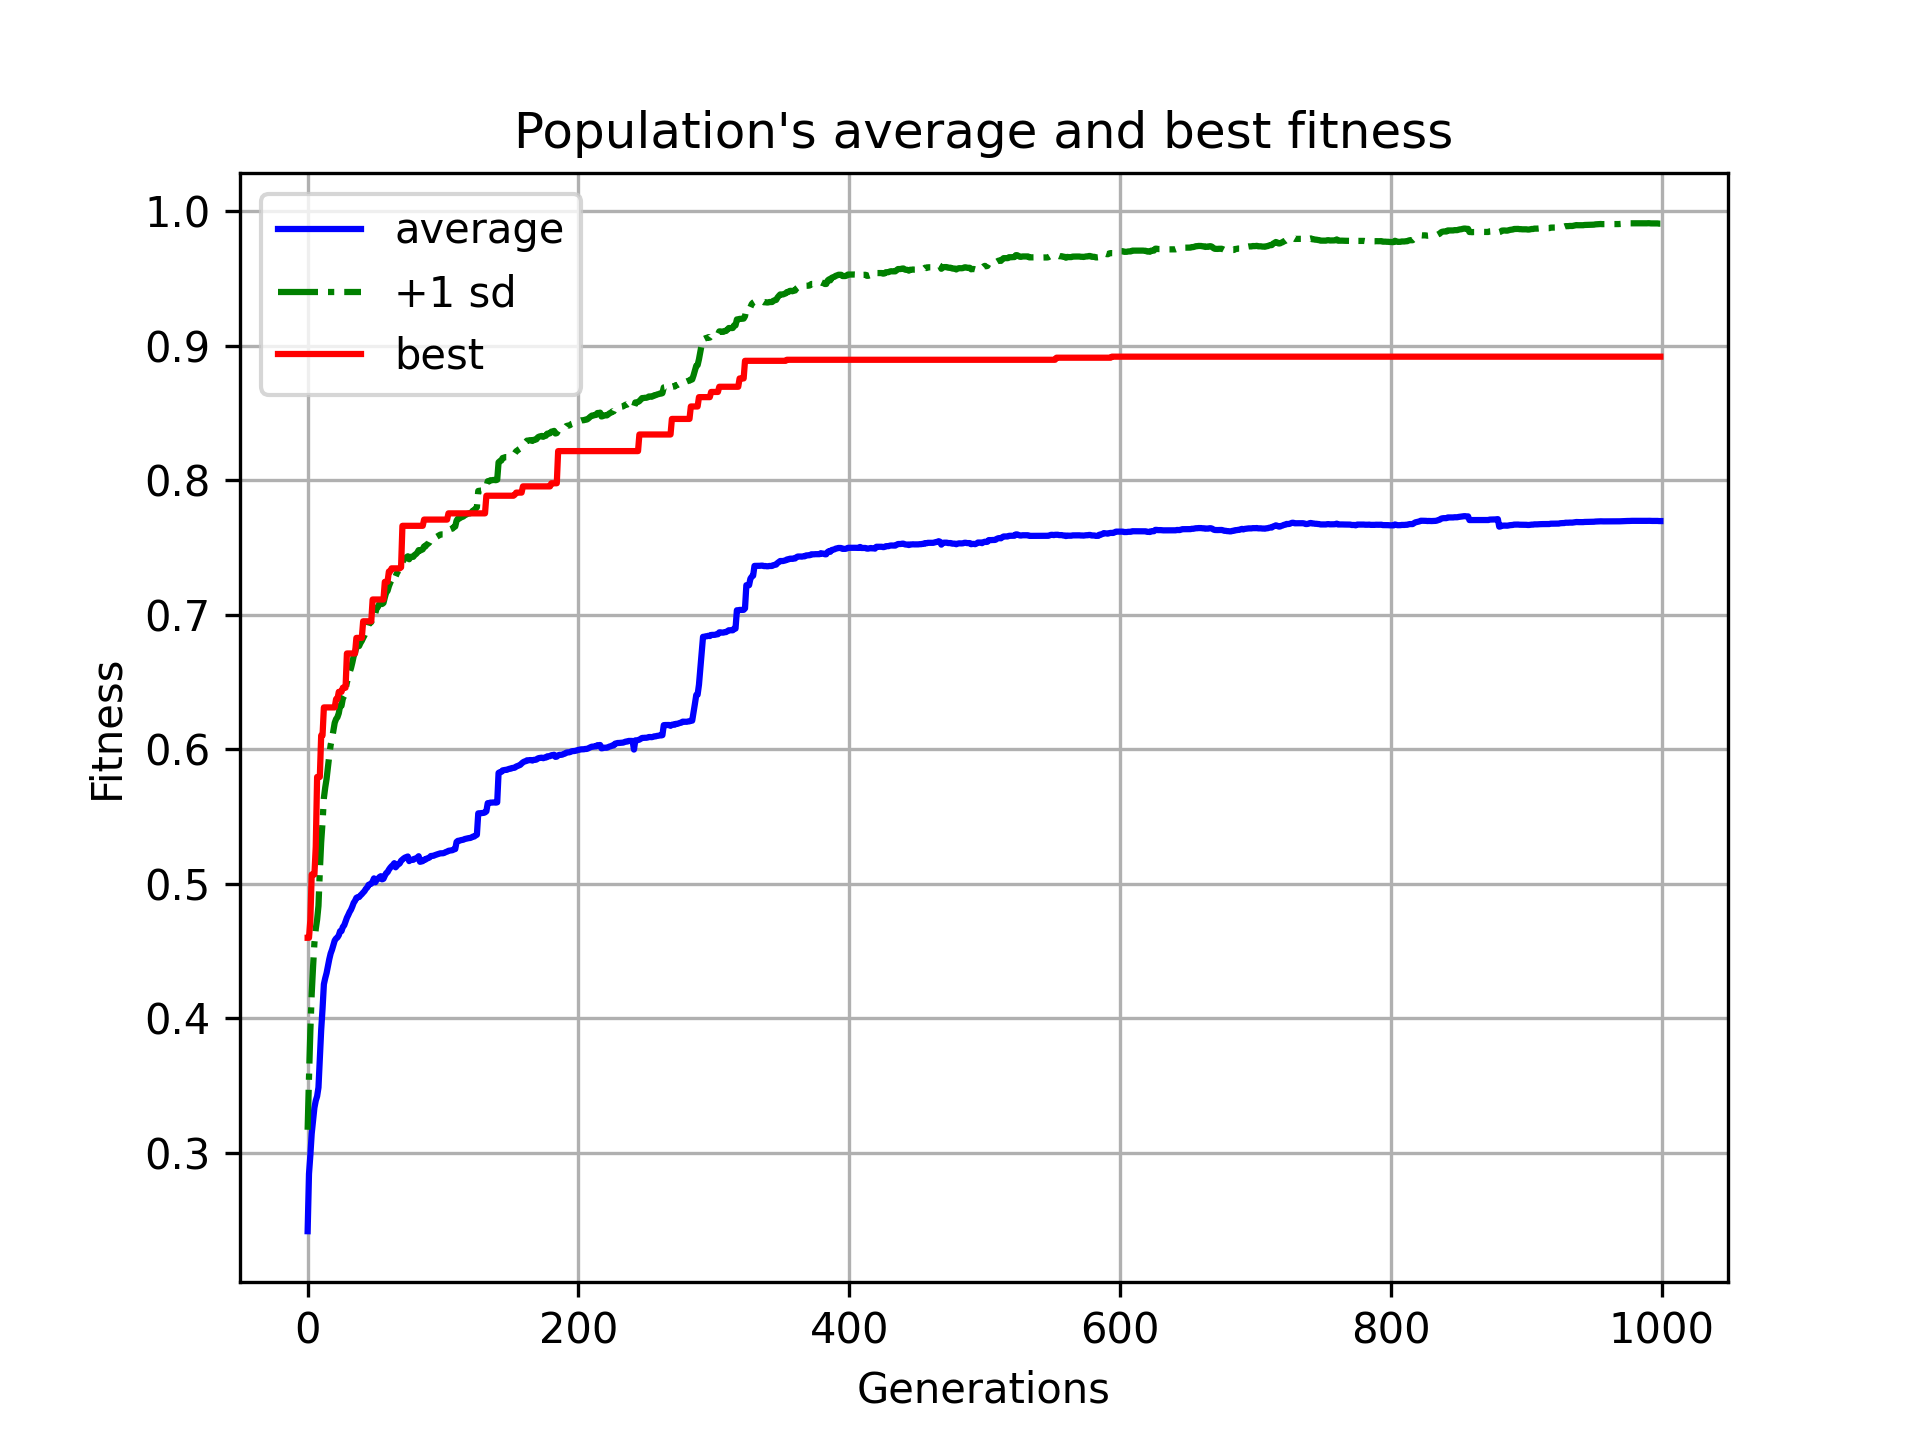 Population's average and best fitness
average
+1 sd
best
1.0
0.9
0.8
0.7
0.6
0.5
0.4
0.3
Fitness
0 200 400 600 800 1000
Generations